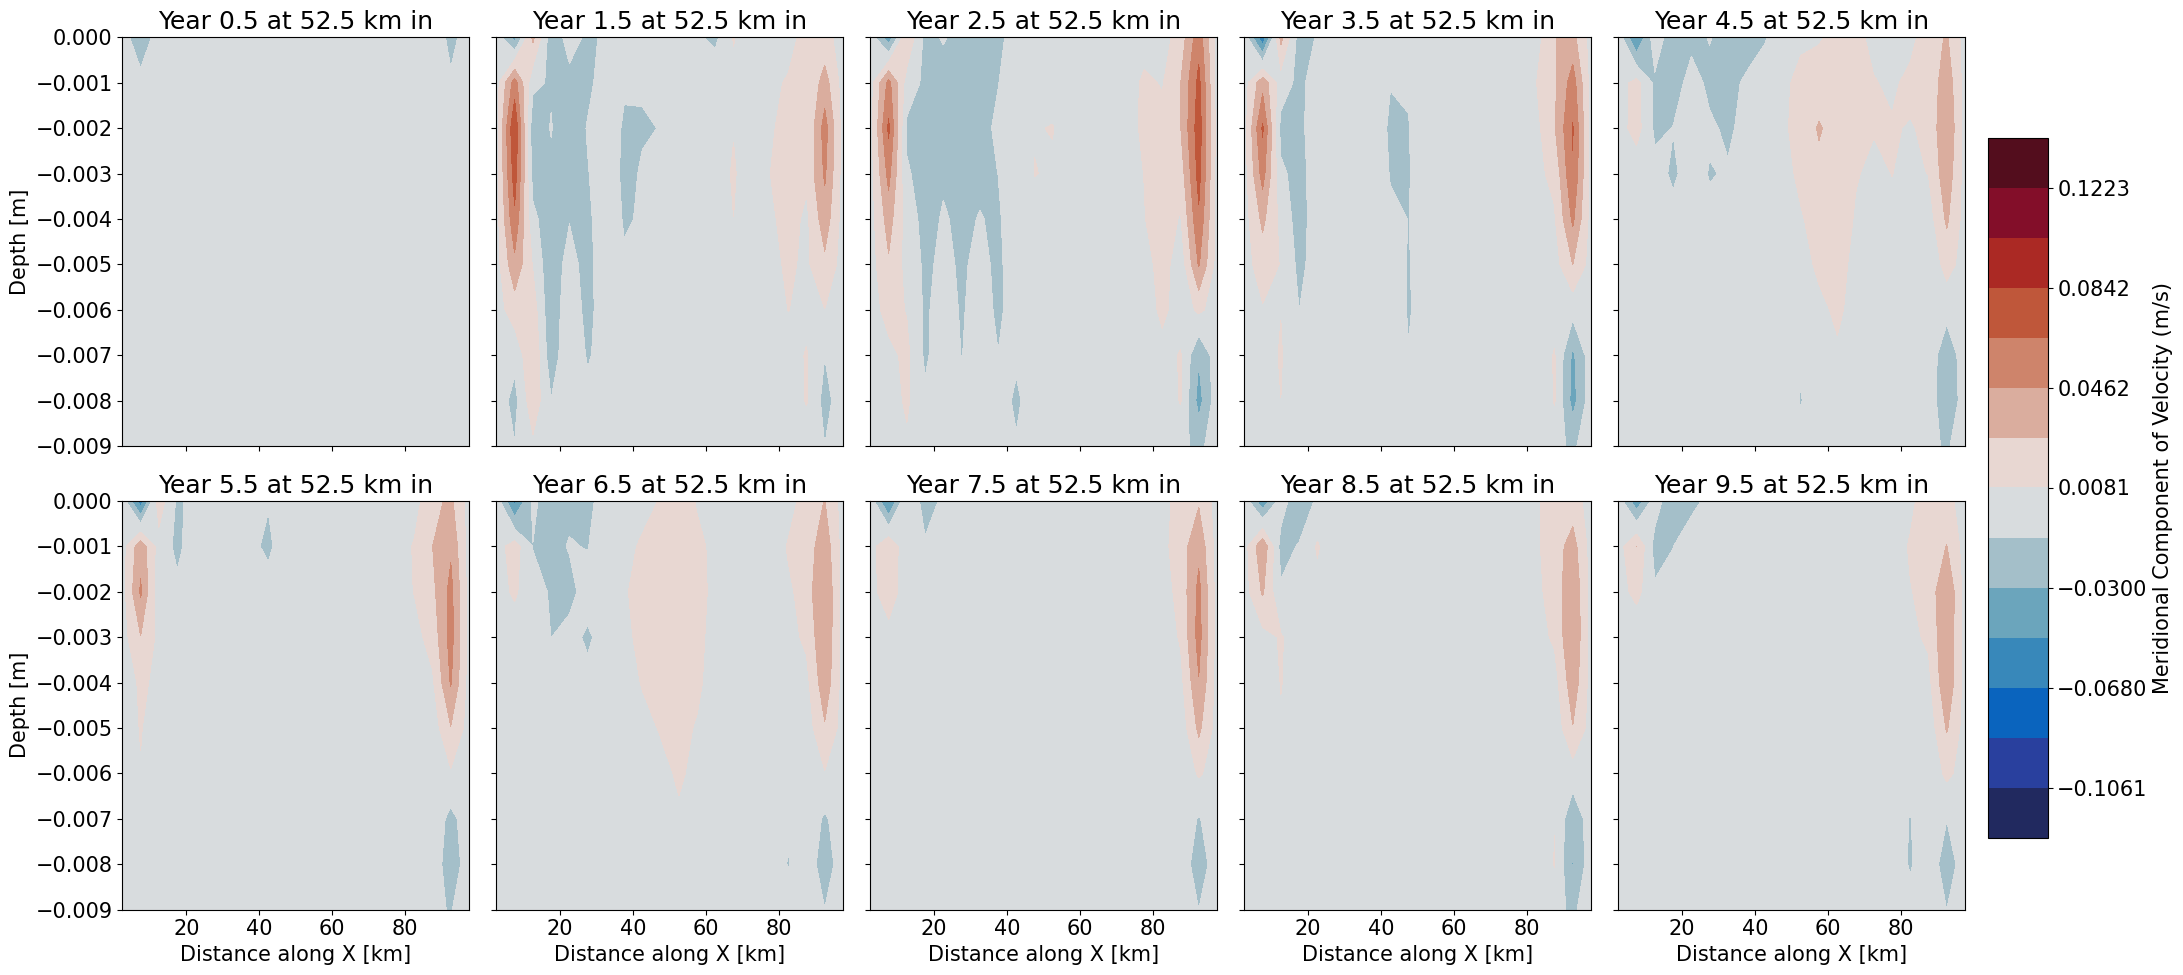 Year 0.5 at 52.5 km in
Year 1.5 at 52.5 km in
Year 2.5 at 52.5 km in
Year 3.5 at 52.5 km in
Year 4.5 at 52.5 km in
Depth [m]
0.000
−0.001
−0.002
−0.003
−0.004
−0.005
−0.006
−0.007
−0.008
−0.009
Year 5.5 at 52.5 km in
Year 6.5 at 52.5 km in
Year 7.5 at 52.5 km in
Year 8.5 at 52.5 km in
Year 9.5 at 52.5 km in
Depth [m]
0.000
−0.001
−0.002
−0.003
−0.004
−0.005
−0.006
−0.007
−0.008
−0.009
20 40 60 80
20 40 60 80
20 40 60 80
20 40 60 80
20 40 60 80
Distance along X [km]
Distance along X [km]
Distance along X [km]
Distance along X [km]
Distance along X [km]
0.1223
0.0842
0.0462
0.0081
−0.0300
−0.0680
−0.1061
Meridional Component of Velocity (m/s)